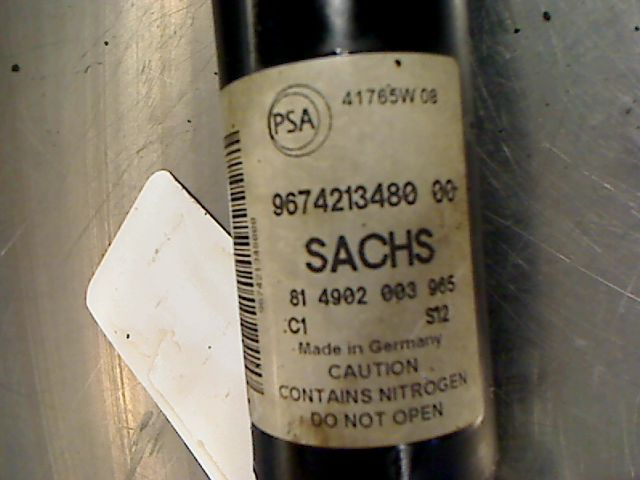 PSA
41765W 08
9674213480 00
SACHS
81 4902 003 965
C1 S12
Made in Germany
CAUTION
CONTAINS NITROGEN
DO NOT OPEN